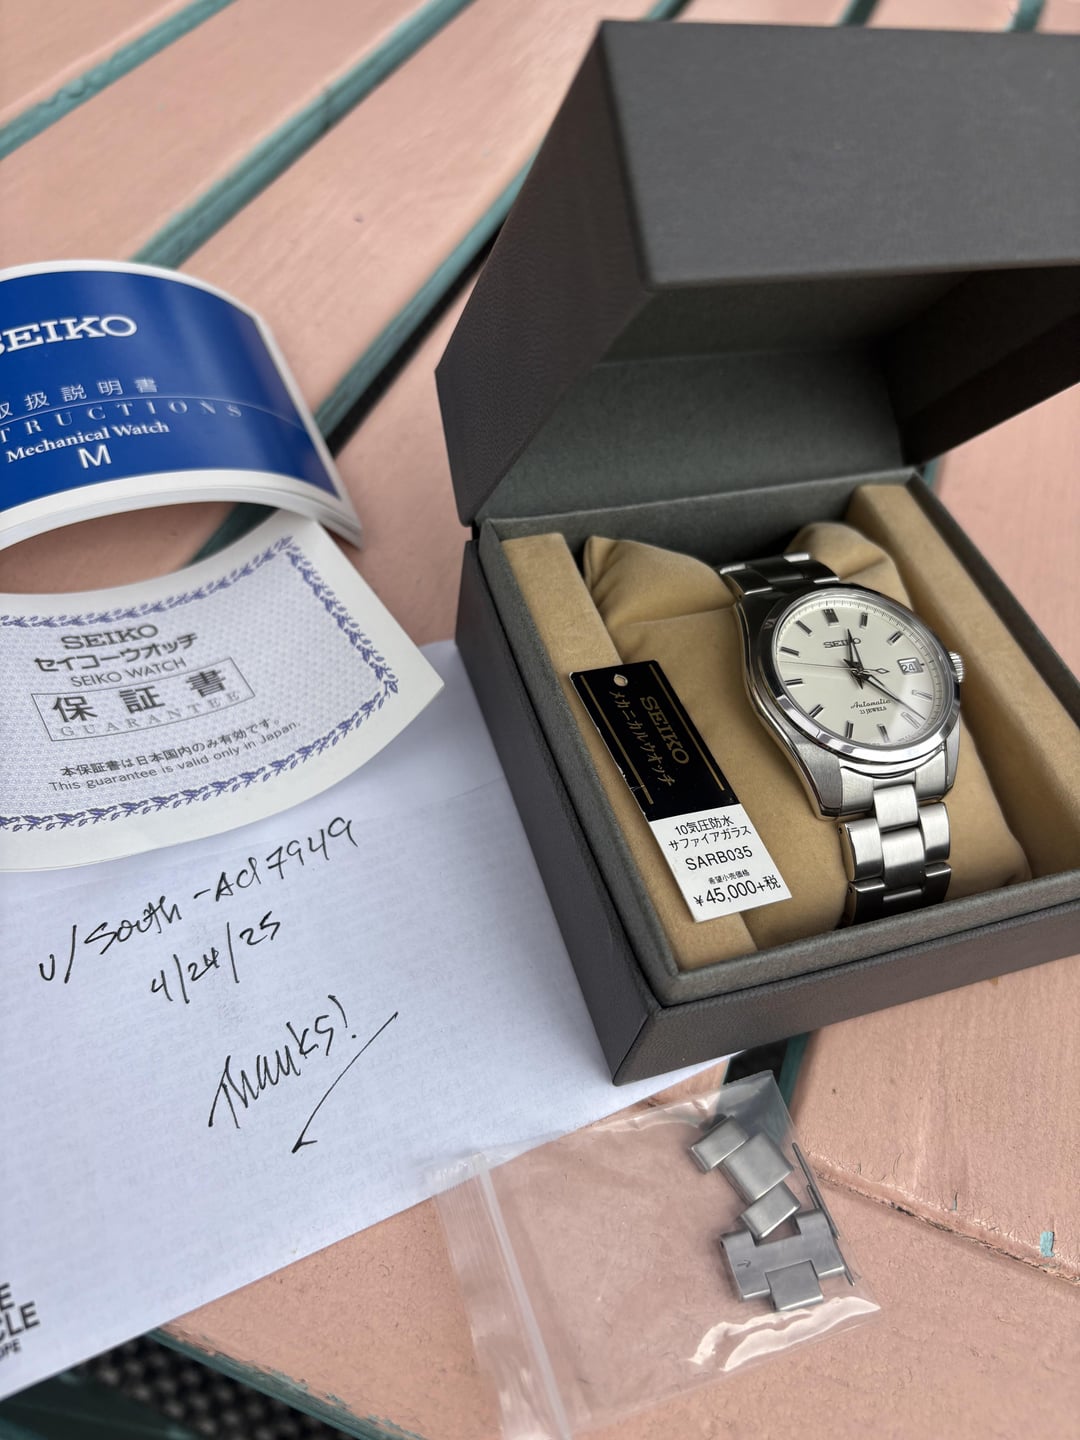 SEIKO
取扱説明書
TRUCTIONS
Mechanical Watch
M
SEIKO
セイコーウオッチ
SEIKO WATCH
保証書
GUARANTEE
本保証書は日本国内のみ有効です。
This guarantee is valid only in Japan.
u/South-Ad7949
4/24/25
Thanks!
SEIKO
メカニカルウオッチ
10気圧防水
サファイアガラス
SARB035
希望小売価格
¥45,000+税
SEIKO
24
Automatic
23 JEWELS